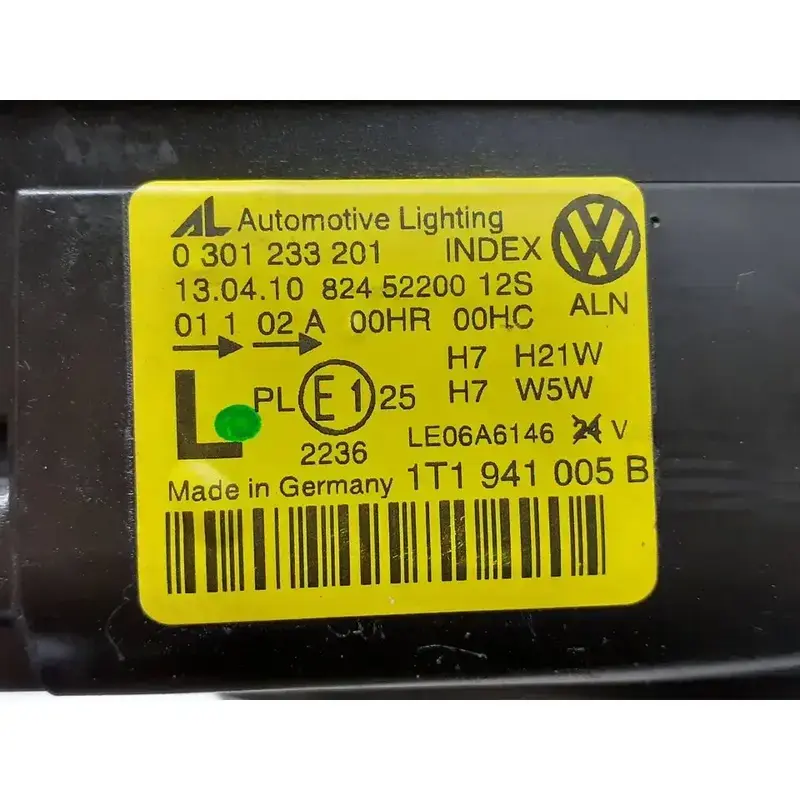 AL Automotive Lighting
0 301 233 201 INDEX
13.04.10 824 52200 12S
ALN
01 1 02 A 00HR 00HC
H7 H21W
L PL E1 25 H7 W5W
2236 LE06A6146 24 V
Made in Germany 1T1 941 005 B